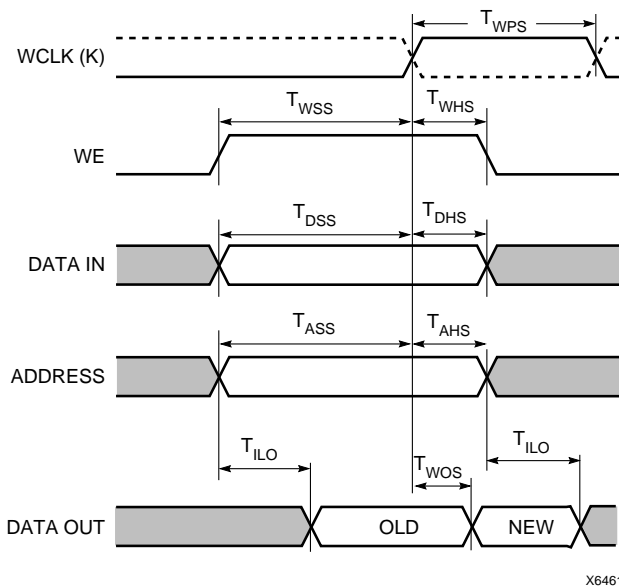 T_WPS
WCLK (K)
T_WSS T_WHS
WE
T_DSS T_DHS
DATA IN
T_ASS T_AHS
ADDRESS
T_ILO T_WOS T_ILO
DATA OUT OLD NEW
X6461